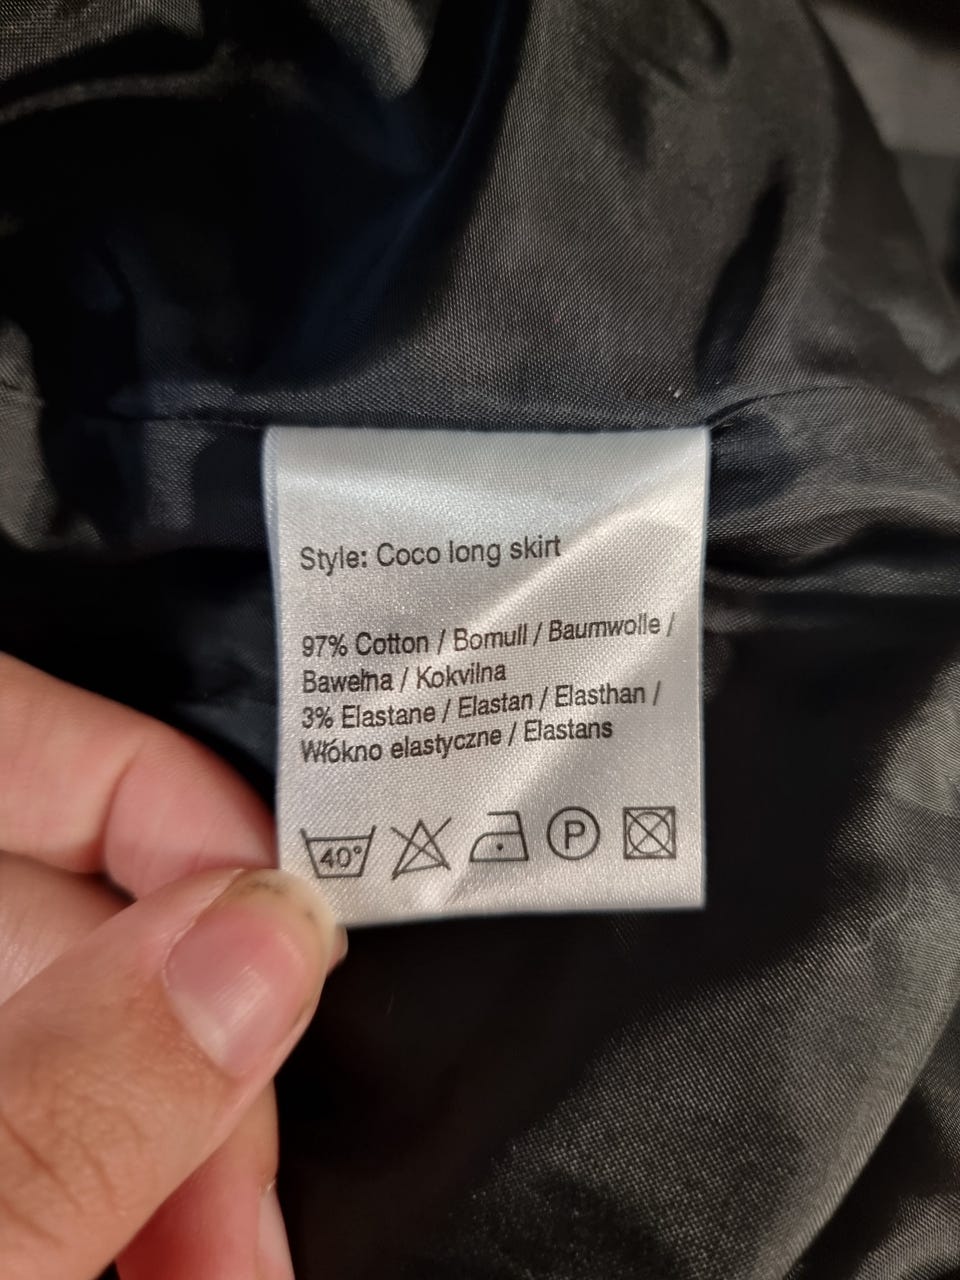 Style: Coco long skirt
97% Cotton / Bomull / Baumwolle /
Bawełna / Kokvilna
3% Elastane / Elastan / Elasthan /
Włókno elastyczne / Elastans
40° P